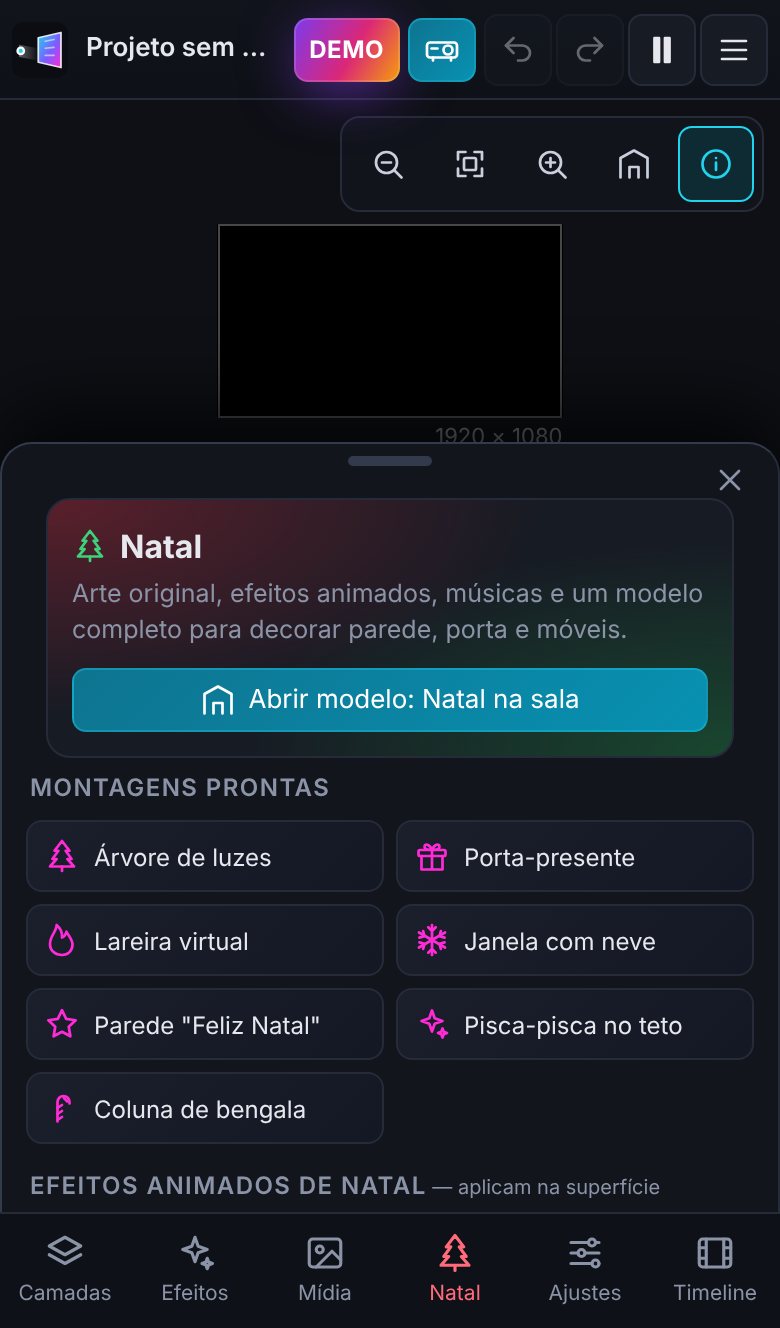 Projeto sem ...
DEMO
1920 × 1080
Natal
Arte original, efeitos animados, músicas e um modelo
completo para decorar parede, porta e móveis.
Abrir modelo: Natal na sala
MONTAGENS PRONTAS
Árvore de luzes
Porta-presente
Lareira virtual
Janela com neve
Parede "Feliz Natal"
Pisca-pisca no teto
Coluna de bengala
EFEITOS ANIMADOS DE NATAL — aplicam na superfície
Camadas
Efeitos
Mídia
Natal
Ajustes
Timeline